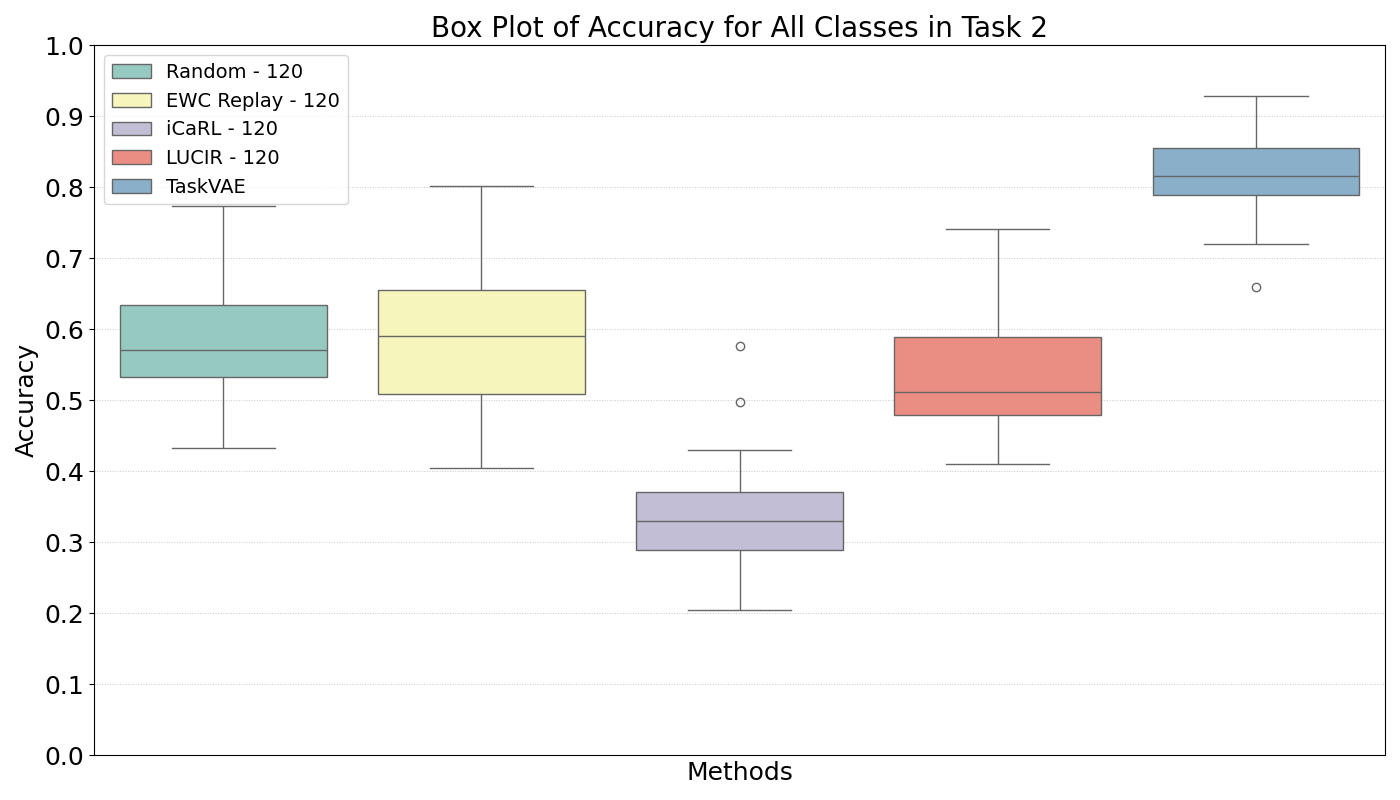 Box Plot of Accuracy for All Classes in Task 2
1.0
0.9
0.8
0.7
0.6
0.5
0.4
0.3
0.2
0.1
0.0
Accuracy
Random - 120
EWC Replay - 120
iCaRL - 120
LUCIR - 120
TaskVAE
Methods